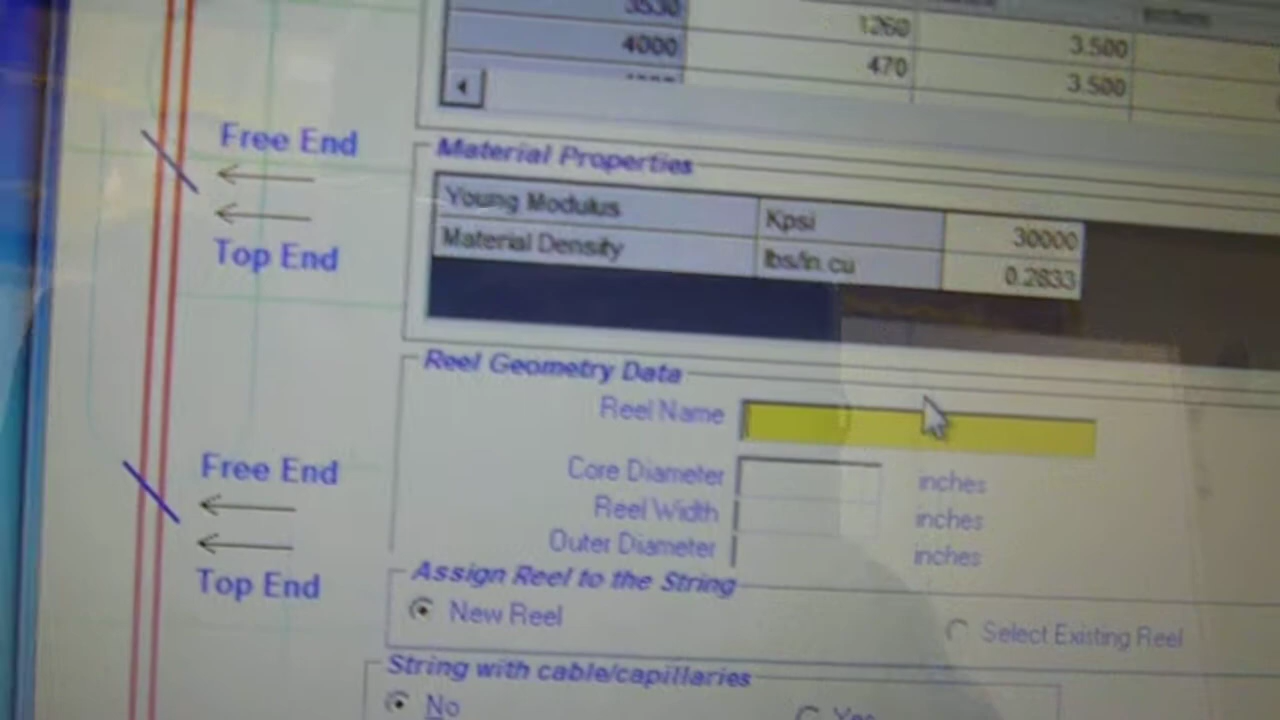 3530 1260 3.500
4000 470 3.500
Free End
Top End
Material Properties
Young Modulus Kpsi 30000
Material Density lbs/in.cu 0.2833
Reel Geometry Data
Reel Name
Core Diameter inches
Reel Width inches
Outer Diameter inches
Free End
Top End
Assign Reel to the String
New Reel Select Existing Reel
String with cable/capillaries
No Yes